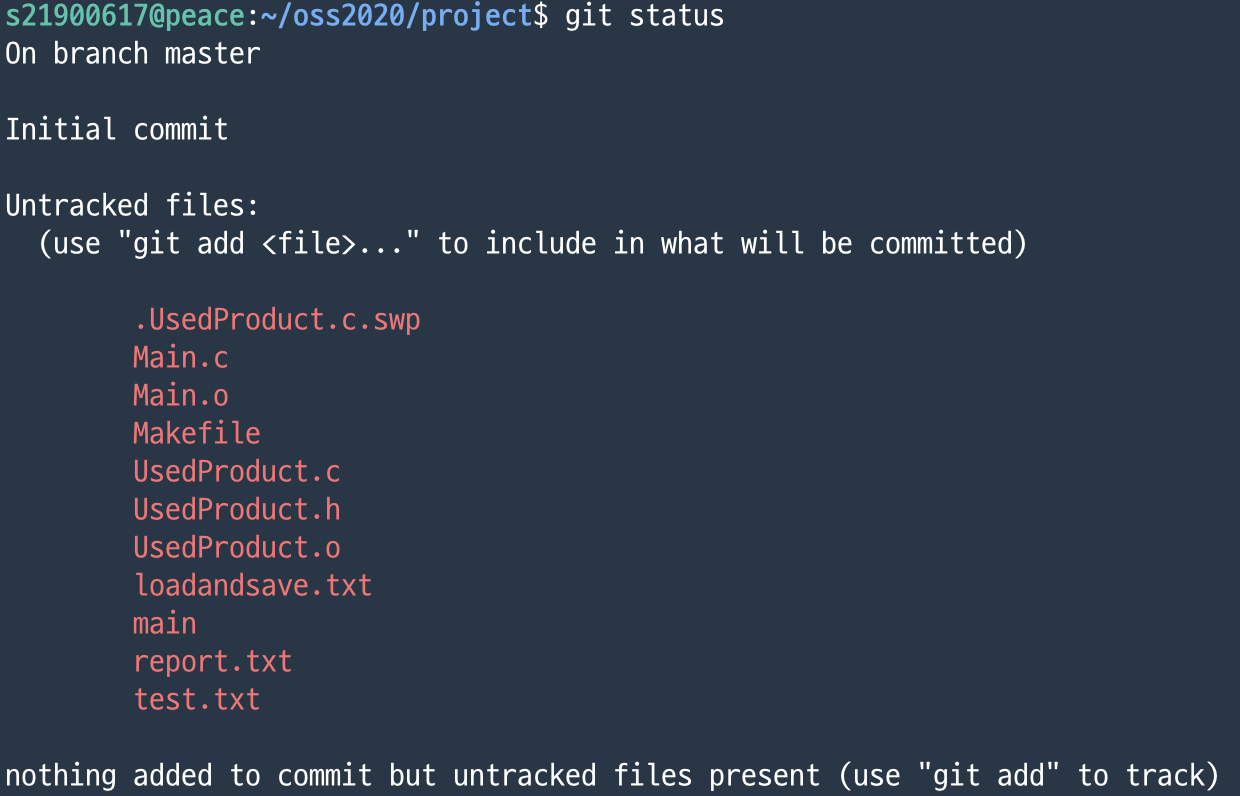 s21900617@peace:~/oss2020/project$ git status
On branch master
Initial commit
Untracked files:
(use "git add <file>..." to include in what will be committed)
.UsedProduct.c.swp
Main.c
Main.o
Makefile
UsedProduct.c
UsedProduct.h
UsedProduct.o
loadandsave.txt
main
report.txt
test.txt
nothing added to commit but untracked files present (use "git add" to track)